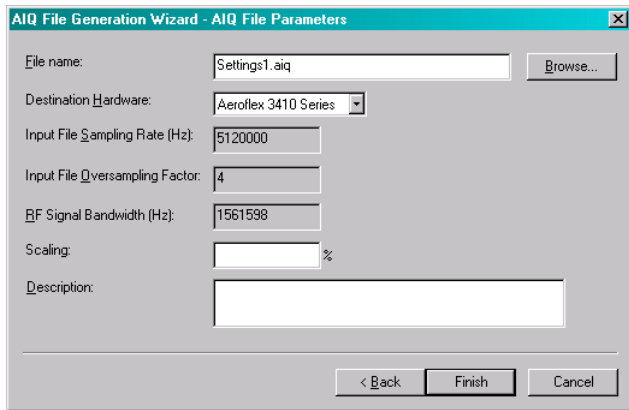 AIQ File Generation Wizard - AIQ File Parameters
File name: Settings1.aiq Browse...
Destination Hardware: Aeroflex 3410 Series
Input File Sampling Rate (Hz): 5120000
Input File Oversampling Factor: 4
RF Signal Bandwidth (Hz): 1561598
Scaling: %
Description:
< Back Finish Cancel